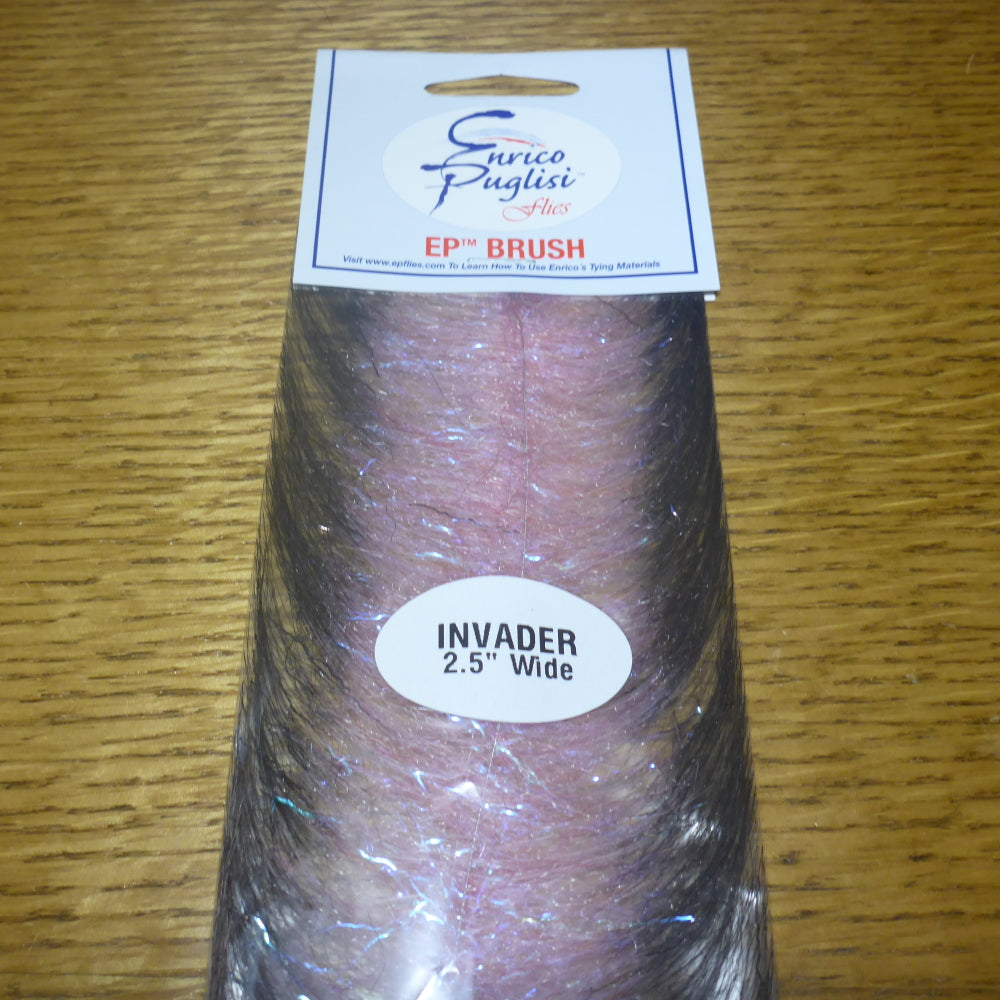 Enrico
Puglisi™
Flies
EP™ BRUSH
Visit www.epflies.com To Learn How To Use Enrico's Tying Materials
INVADER
2.5" Wide